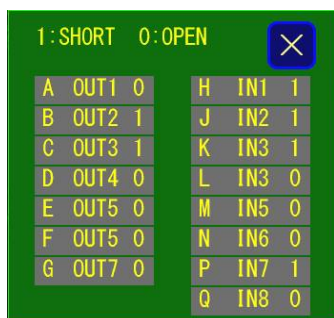 1:SHORT 0:OPEN
A OUT1 0
B OUT2 1
C OUT3 1
D OUT4 0
E OUT5 0
F OUT5 0
G OUT7 0
H IN1 1
J IN2 1
K IN3 1
L IN3 0
M IN5 0
N IN6 0
P IN7 1
Q IN8 0